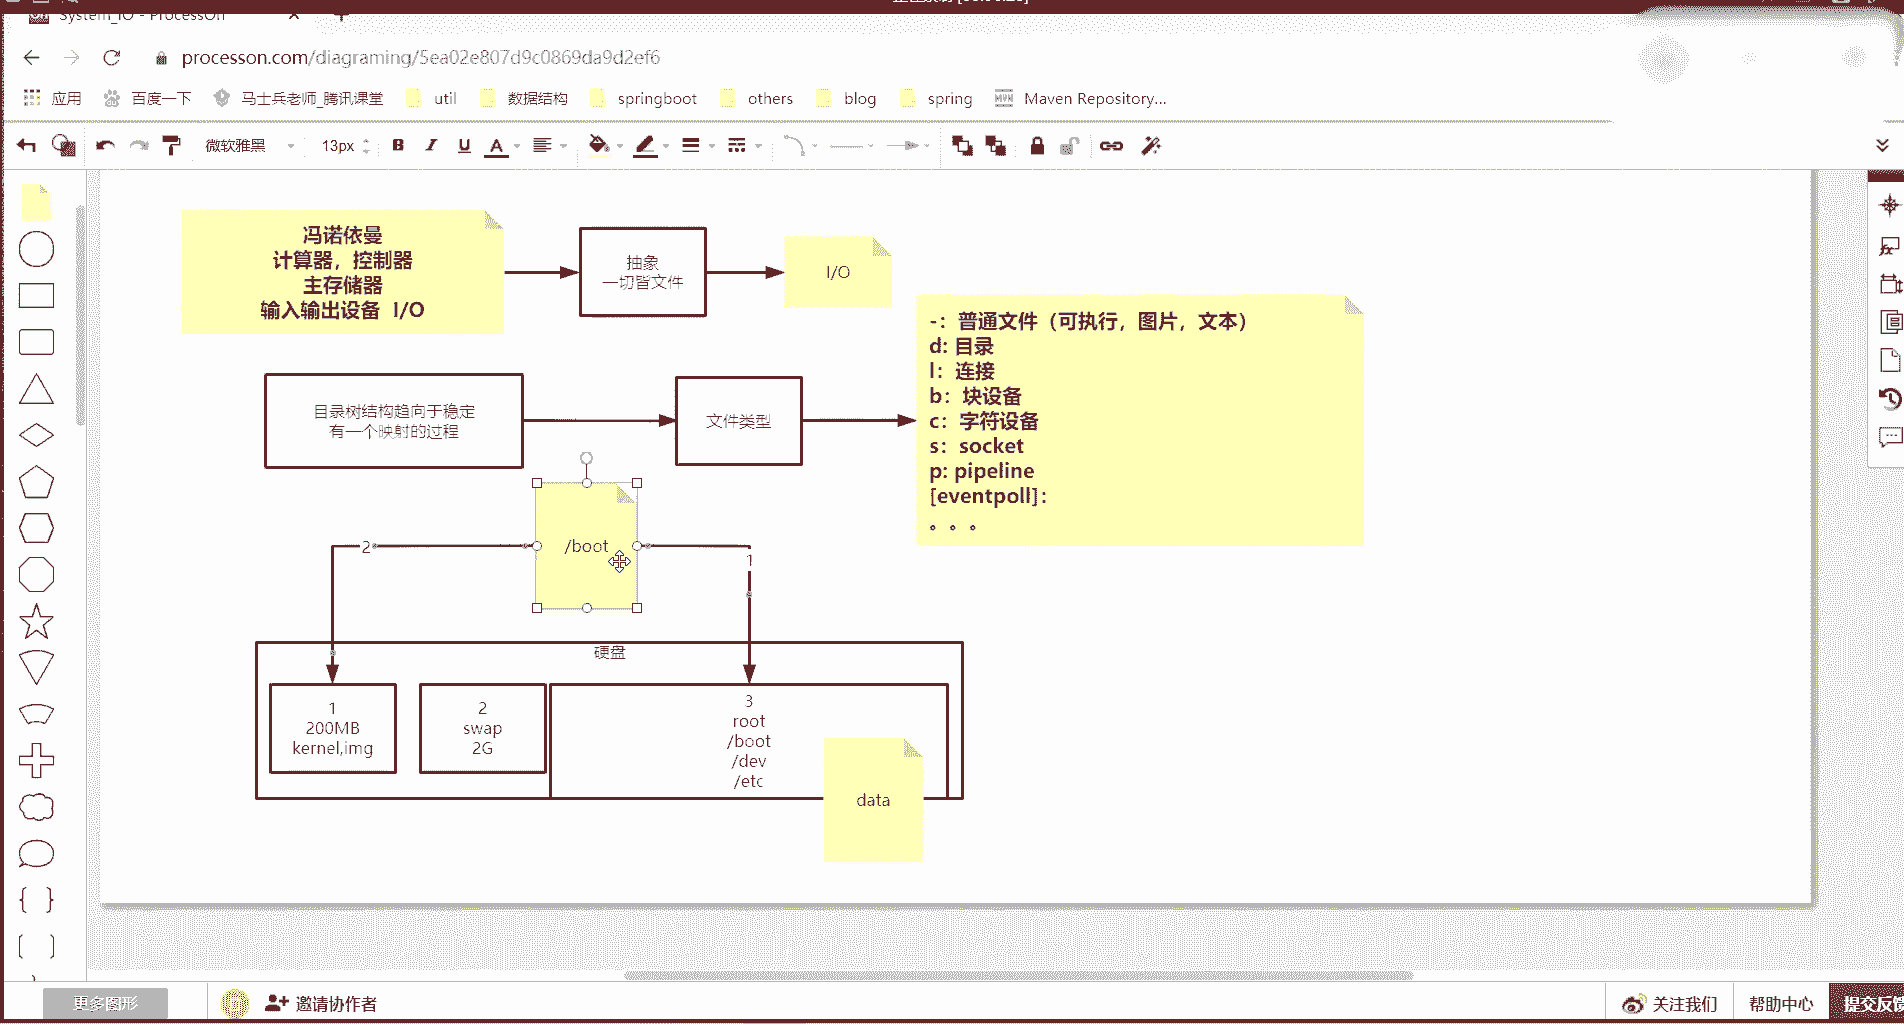 System_IO - ProcessOn
processon.com/diagraming/5ea02e807d9c0869da9d2ef6
应用
百度一下
马士兵老师_腾讯课堂
util
数据结构
springboot
others
blog
spring
Maven Repository...
微软雅黑
13px
B
I
U
A
冯诺依曼
计算器，控制器
主存储器
输入输出设备 I/O
抽象
一切皆文件
I/O
-：普通文件（可执行，图片，文本）
d: 目录
l：连接
b：块设备
c：字符设备
s：socket
p: pipeline
[eventpoll]：
。。。
目录树结构趋向于稳定
有一个映射的过程
文件类型
/boot
2
1
硬盘
1
200MB
kernel,img
2
swap
2G
3
root
/boot
/dev
/etc
data
更多图形
邀请协作者
关注我们
帮助中心
提交反馈